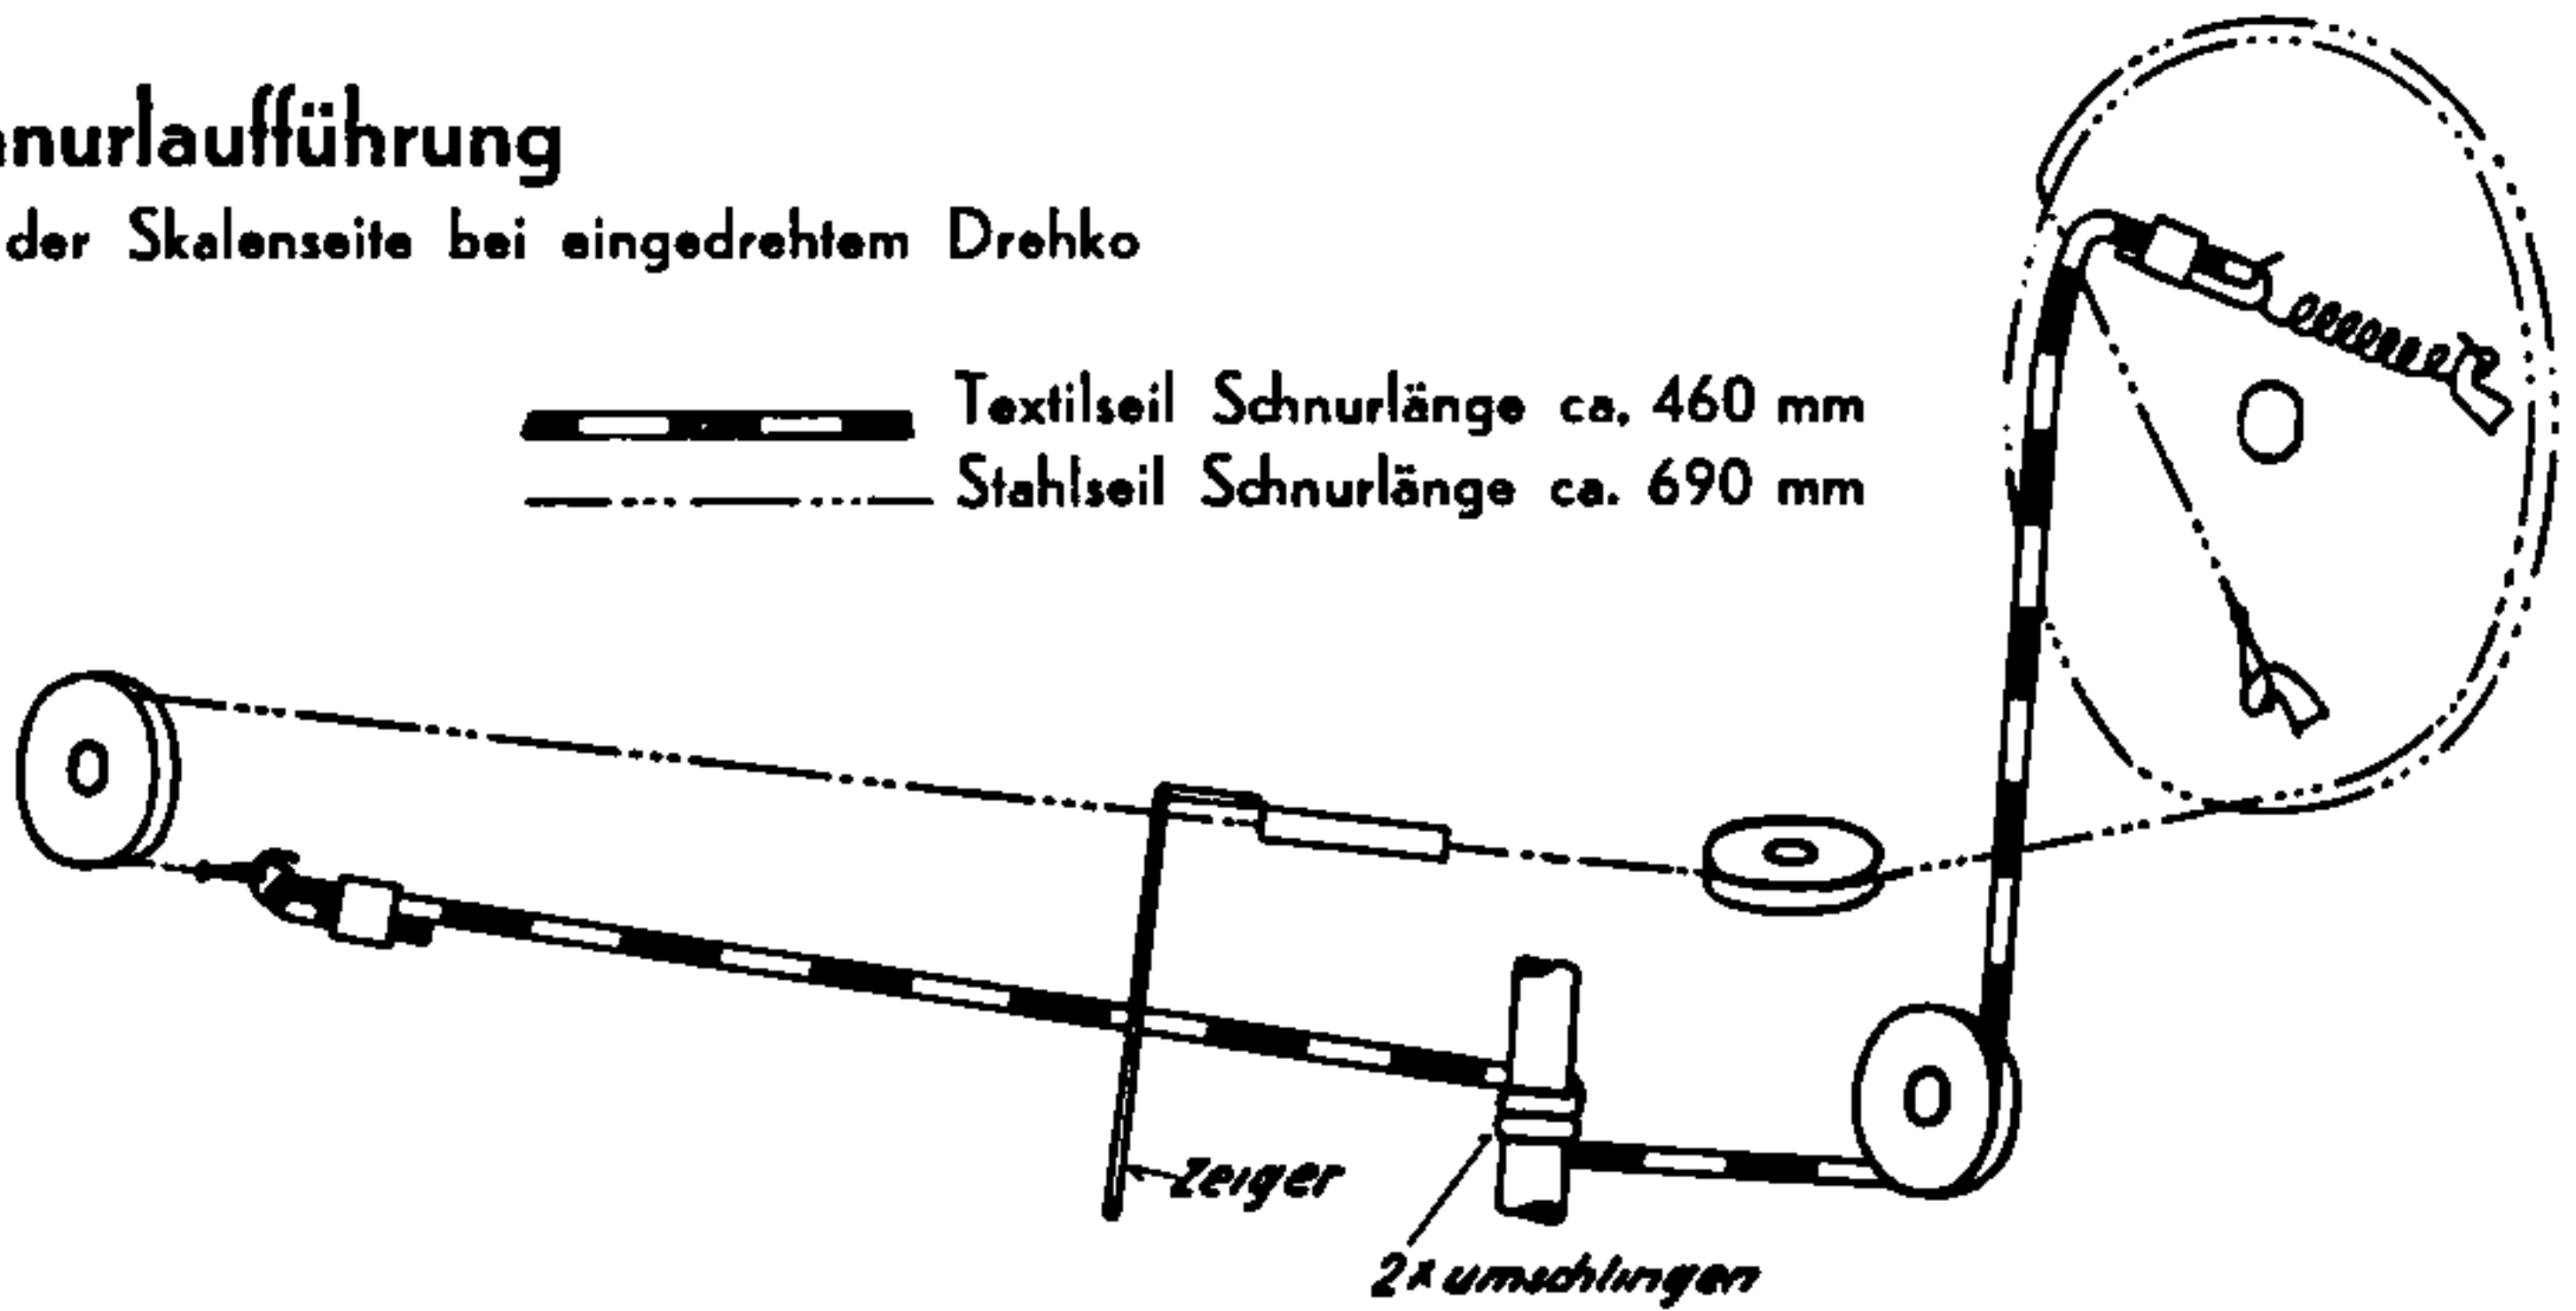 nurlaufführung
der Skalenseite bei eingedrehtem Drehko
Textilseil Schnurlänge ca. 460 mm
Stahlseil Schnurlänge ca. 690 mm
Zeiger
2x umschlingen